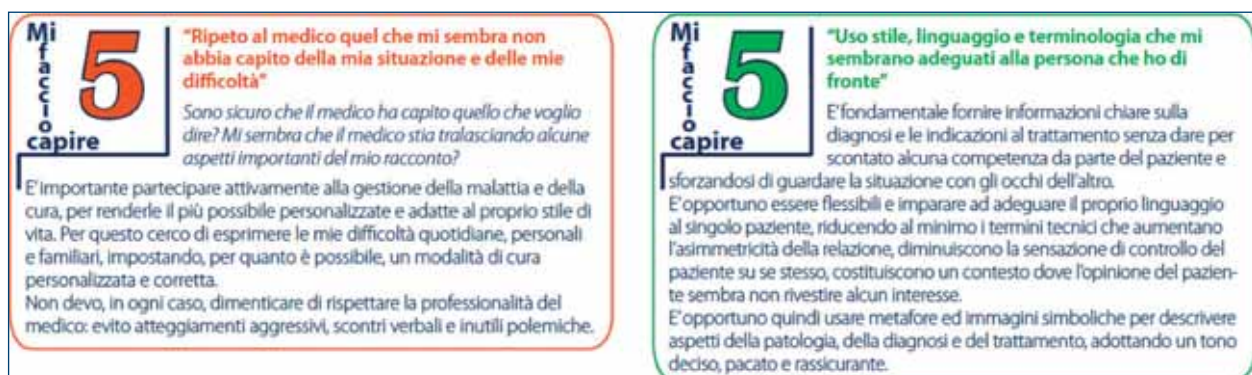 Mi
faccio
capire
5
"Ripeto al medico quel che mi sembra non
abbia capito della mia situazione e delle mie
difficoltà"
Sono sicuro che il medico ha capito quello che voglio
dire? Mi sembra che il medico stia tralasciando alcune
aspetti importanti del mio racconto?
E'importante partecipare attivamente alla gestione della malattia e della
cura, per renderle il più possibile personalizzate e adatte al proprio stile di
vita. Per questo cerco di esprimere le mie difficoltà quotidiane, personali
e familiari, impostando, per quanto è possibile, un modalità di cura
personalizzata e corretta.
Non devo, in ogni caso, dimenticare di rispettare la professionalità del
medico: evito atteggiamenti aggressivi, scontri verbali e inutili polemiche.
Mi
faccio
capire
5
"Uso stile, linguaggio e terminologia che mi
sembrano adeguati alla persona che ho di
fronte"
E'fondamentale fornire informazioni chiare sulla
diagnosi e le indicazioni al trattamento senza dare per
scontato alcuna competenza da parte del paziente e
sforzandosi di guardare la situazione con gli occhi dell'altro.
E'opportuno essere flessibili e imparare ad adeguare il proprio linguaggio
al singolo paziente, riducendo al minimo i termini tecnici che aumentano
l'asimmetricità della relazione, diminuiscono la sensazione di controllo del
paziente su se stesso, costituiscono un contesto dove l'opinione del pazien-
te sembra non rivestire alcun interesse.
E'opportuno quindi usare metafore ed immagini simboliche per descrivere
aspetti della patologia, della diagnosi e del trattamento, adottando un tono
deciso, pacato e rassicurante.